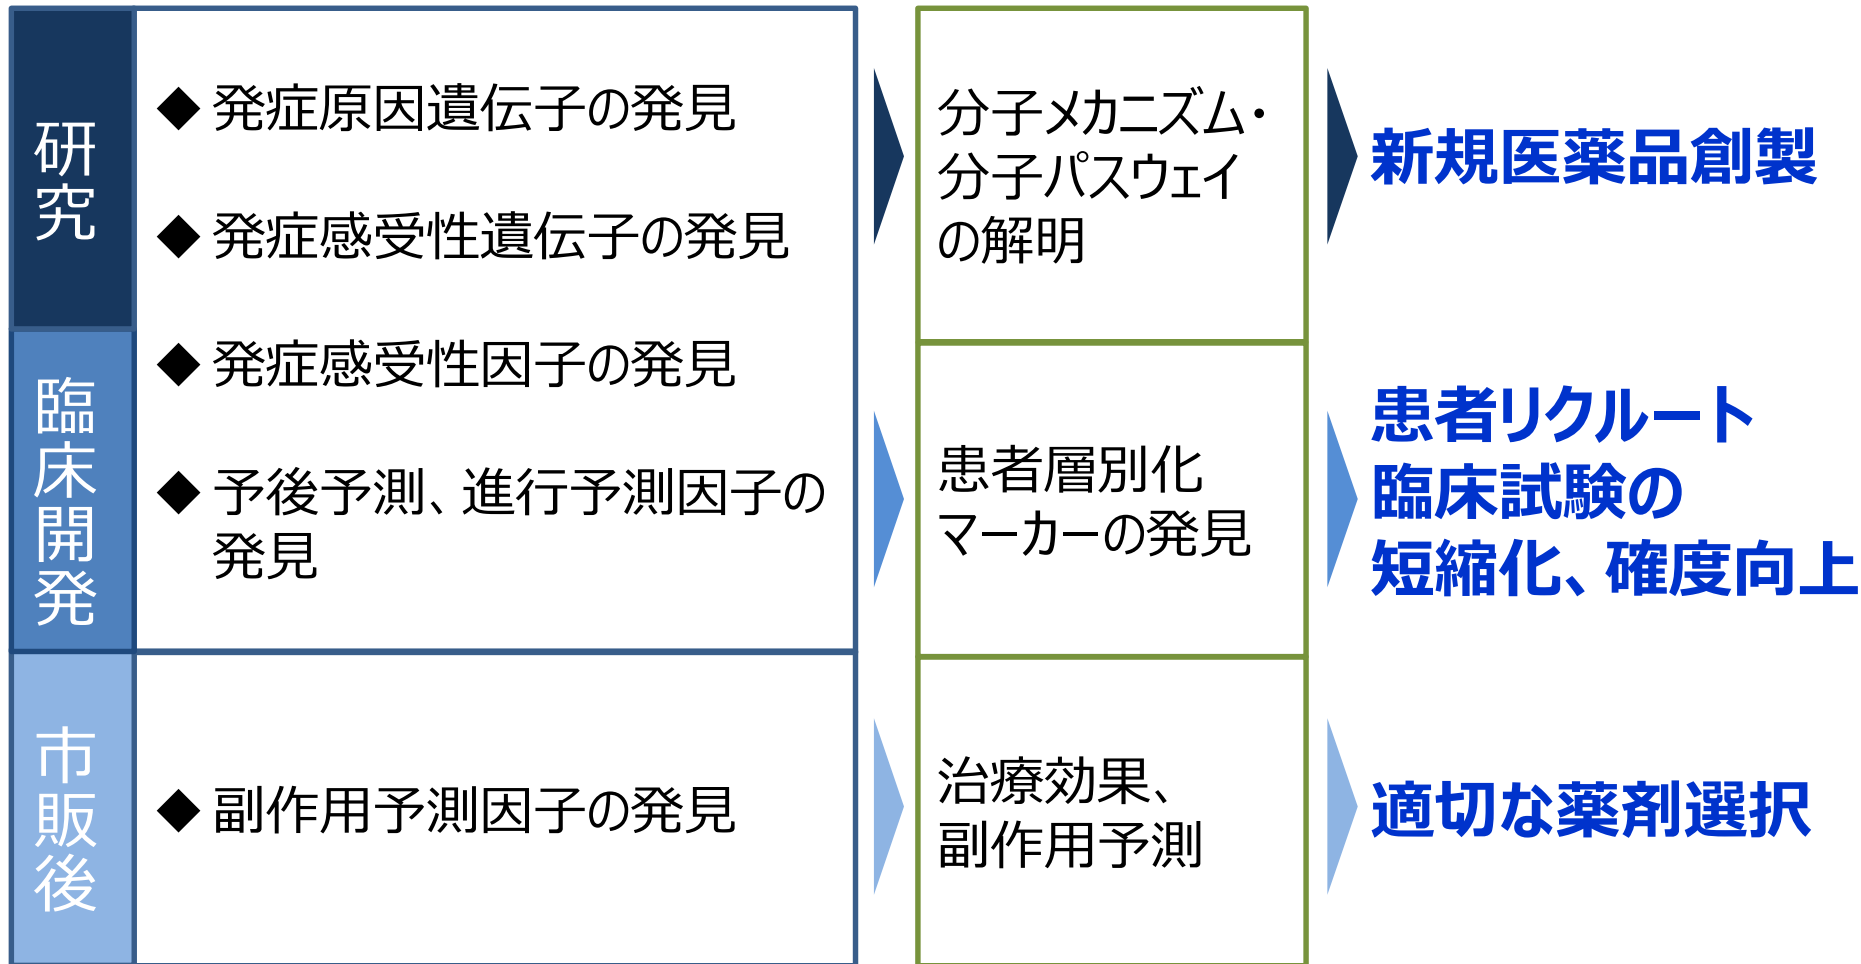 研究
◆ 発症原因遺伝子の発見
◆ 発症感受性遺伝子の発見
分子メカニズム・
分子パスウェイ
の解明
新規医薬品創製
臨床開発
◆ 発症感受性因子の発見
◆ 予後予測、進行予測因子の
発見
患者層別化
マーカーの発見
患者リクルート
臨床試験の
短縮化、確度向上
市販後
◆ 副作用予測因子の発見
治療効果、
副作用予測
適切な薬剤選択